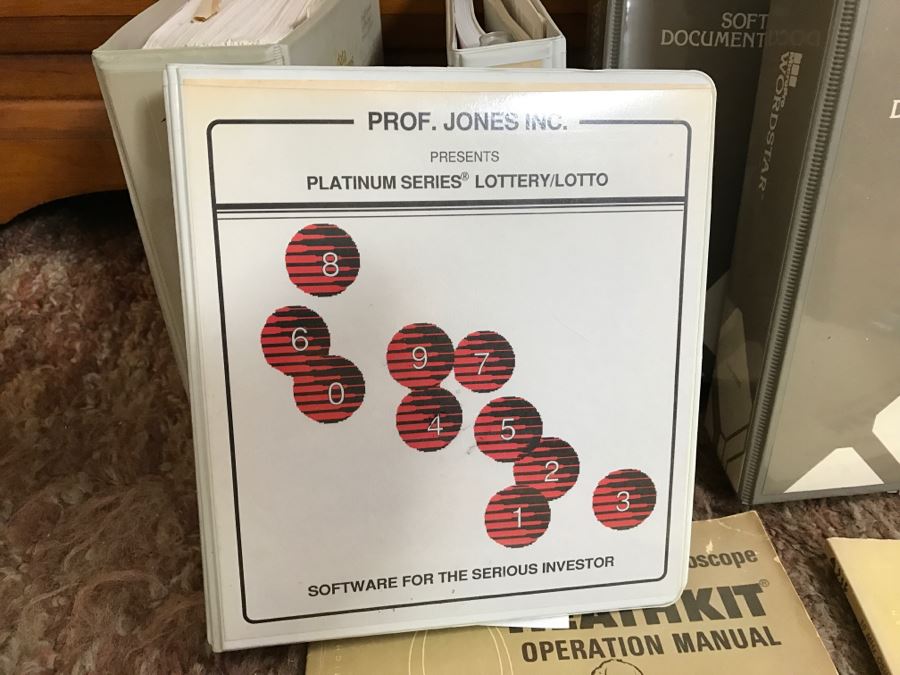 PROF. JONES INC.
PRESENTS
PLATINUM SERIES® LOTTERY/LOTTO
8
6
0
9
7
4
5
2
1
3
SOFTWARE FOR THE SERIOUS INVESTOR
SOFT
DOCUMENT
WORDSTAR
HEATHKIT®
OPERATION MANUAL